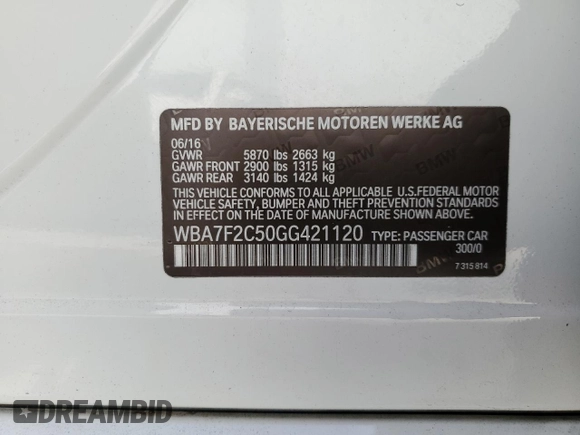 MFD BY BAYERISCHE MOTOREN WERKE AG
06/16
GVWR 5870 lbs 2663 kg
GAWR FRONT 2900 lbs 1315 kg
GAWR REAR 3140 lbs 1424 kg
THIS VEHICLE CONFORMS TO ALL APPLICABLE U.S.FEDERAL MOTOR
VEHICLE SAFETY, BUMPER AND THEFT PREVENTION STANDARDS
IN EFFECT ON THE DATE OF MANUFACTURE SHOWN ABOVE.
WBA7F2C50GG421120 TYPE: PASSENGER CAR
300/0
7 315 814
DREAMBID